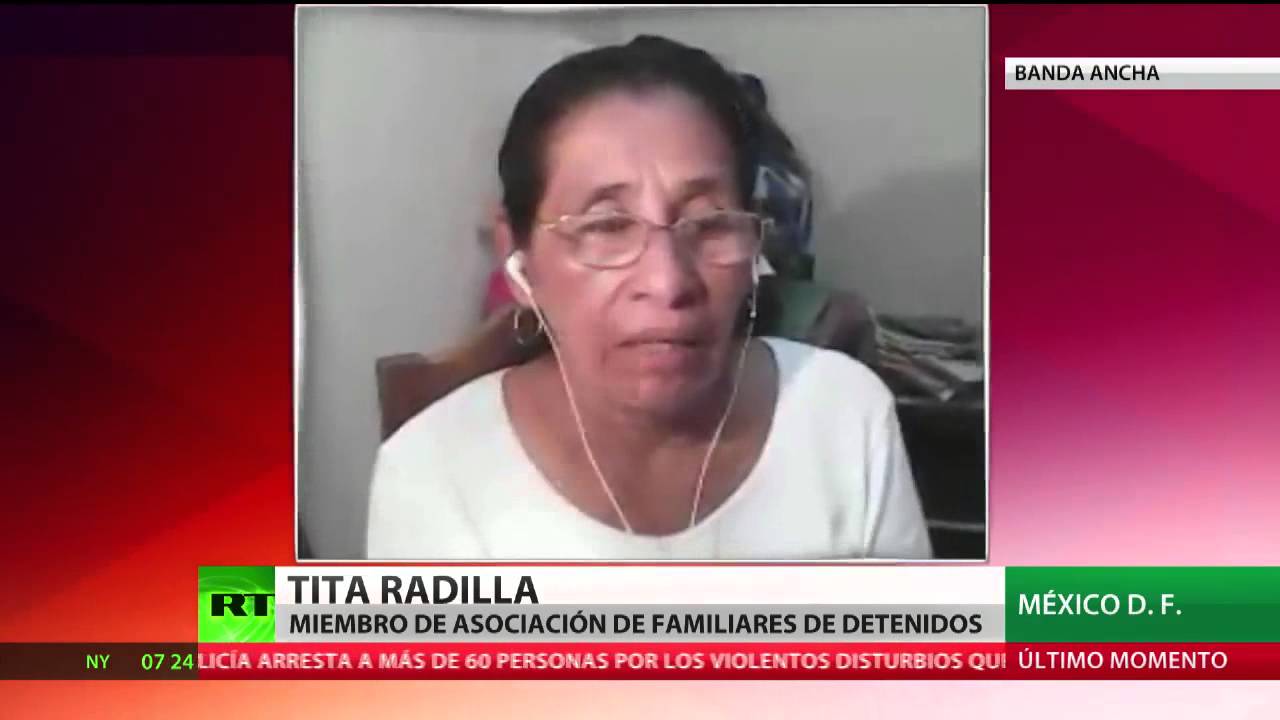 BANDA ANCHA
TITA RADILLA
RT
MIEMBRO DE ASOCIACIÓN DE FAMILIARES DE DETENIDOS
MÉXICO D. F.
NY 07 24
LICÍA ARRESTA A MÁS DE 60 PERSONAS POR LOS VIOLENTOS DISTURBIOS QUE
ÚLTIMO MOMENTO